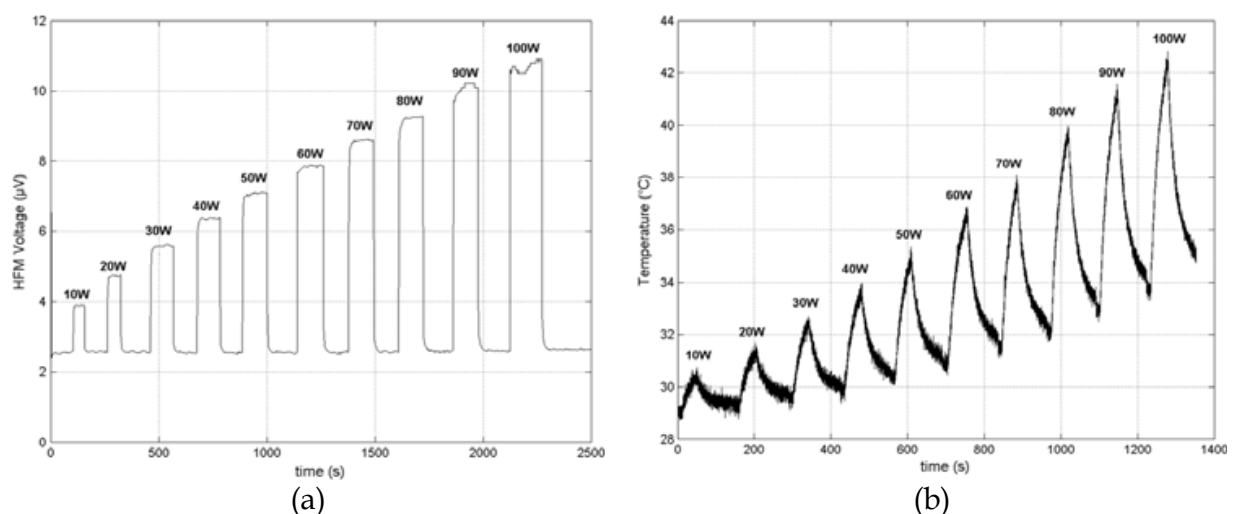 12
10
8
6
4
2
0
HFM Voltage (µV)
10W
20W
30W
40W
50W
60W
70W
80W
90W
100W
0
500
1000
1500
2000
2500
time (s)
(a)
44
42
40
38
36
34
32
30
28
Temperature (°C)
10W
20W
30W
40W
50W
60W
70W
80W
90W
100W
0
200
400
600
800
1000
1200
1400
time (s)
(b)